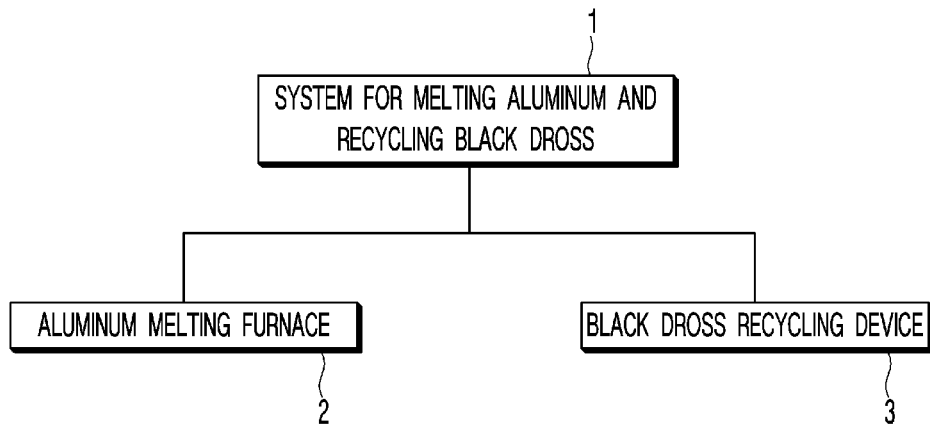 1
SYSTEM FOR MELTING ALUMINUM AND
RECYCLING BLACK DROSS
ALUMINUM MELTING FURNACE
BLACK DROSS RECYCLING DEVICE
2
3